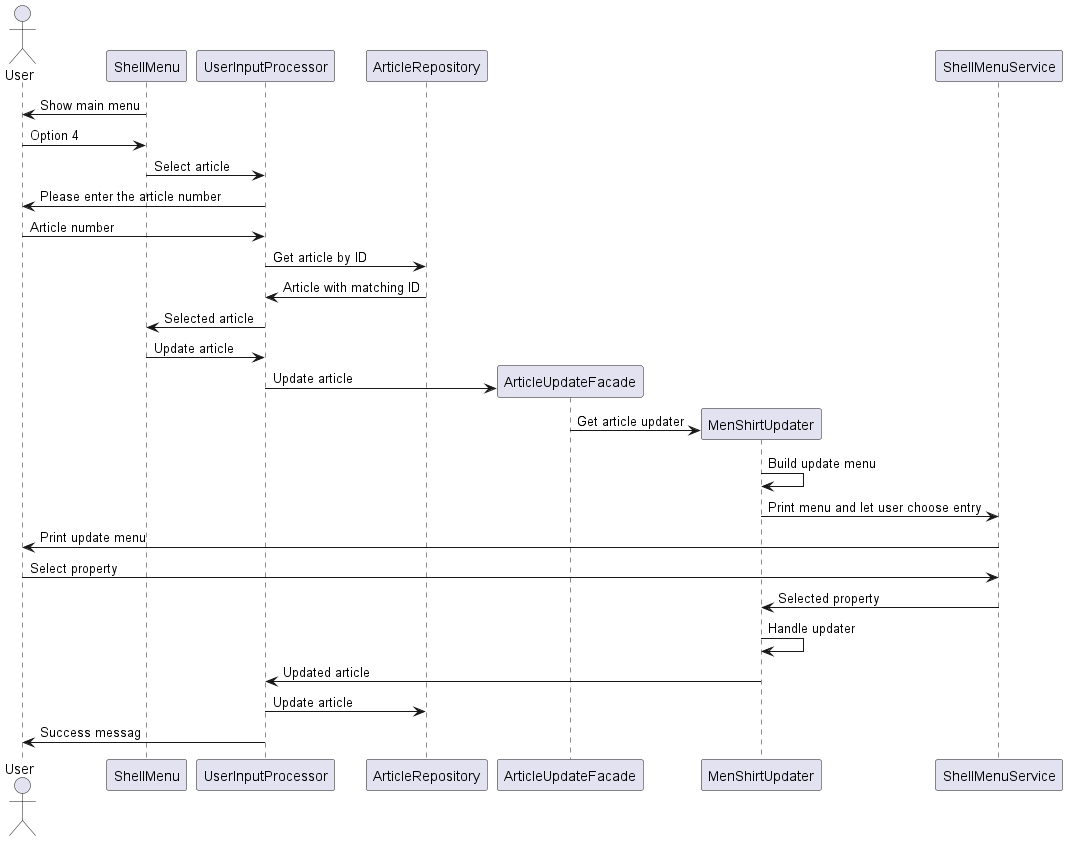 User
ShellMenu
UserInputProcessor
ArticleRepository
ShellMenuService
Show main menu
Option 4
Select article
Please enter the article number
Article number
Get article by ID
Article with matching ID
Selected article
Update article
Update article
ArticleUpdateFacade
Get article updater
MenShirtUpdater
Build update menu
Print menu and let user choose entry
Print update menu
Select property
Selected property
Handle updater
Updated article
Update article
Success messag
User
ShellMenu
UserInputProcessor
ArticleRepository
ArticleUpdateFacade
MenShirtUpdater
ShellMenuService